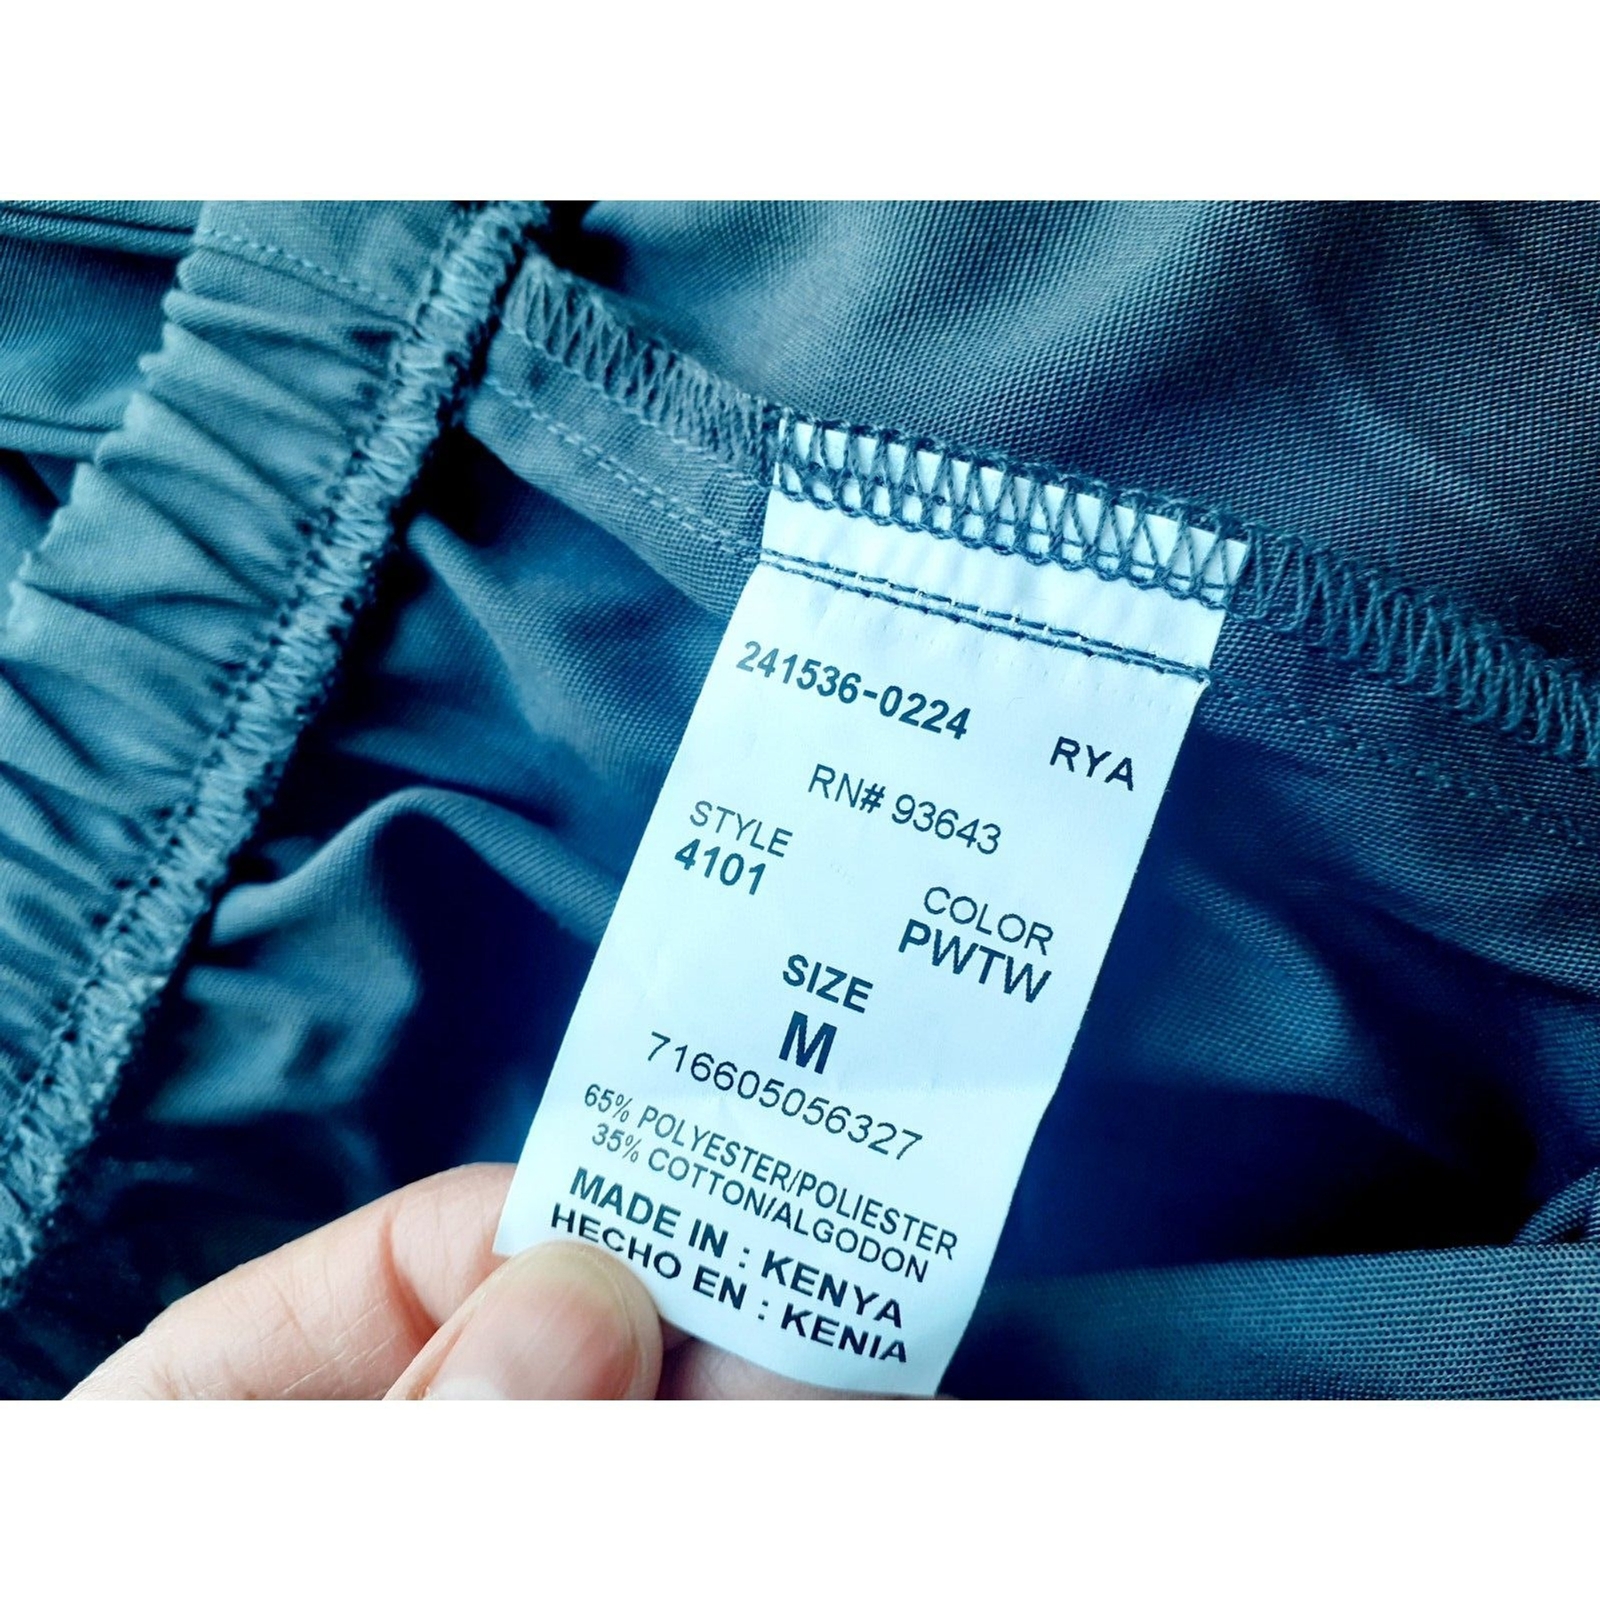 241536-0224 RYA
RN# 93643
STYLE
4101
COLOR
PWTW
SIZE
M
716605056327
65% POLYESTER/POLIESTER
35% COTTON/ALGODON
MADE IN : KENYA
HECHO EN : KENIA